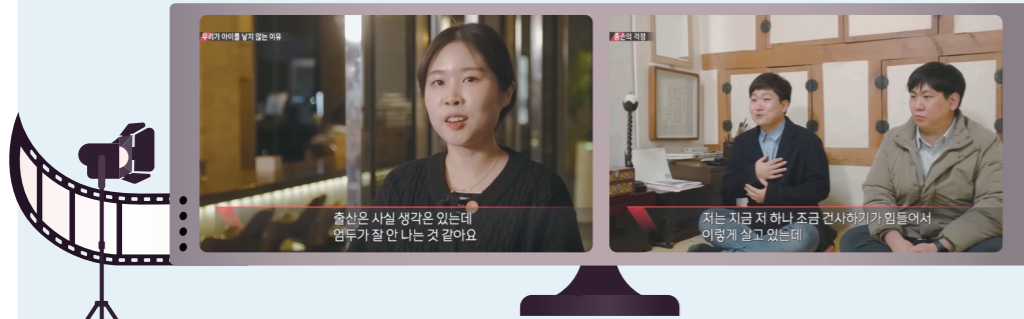 우리가 아이를 낳지 않는 이유
출산은 사실 생각은 있는데
엄두가 잘 안 나는 것 같아요
종손의 걱정
저는 지금 저 하나 조금 건사하기가 힘들어서
이렇게 살고 있는데